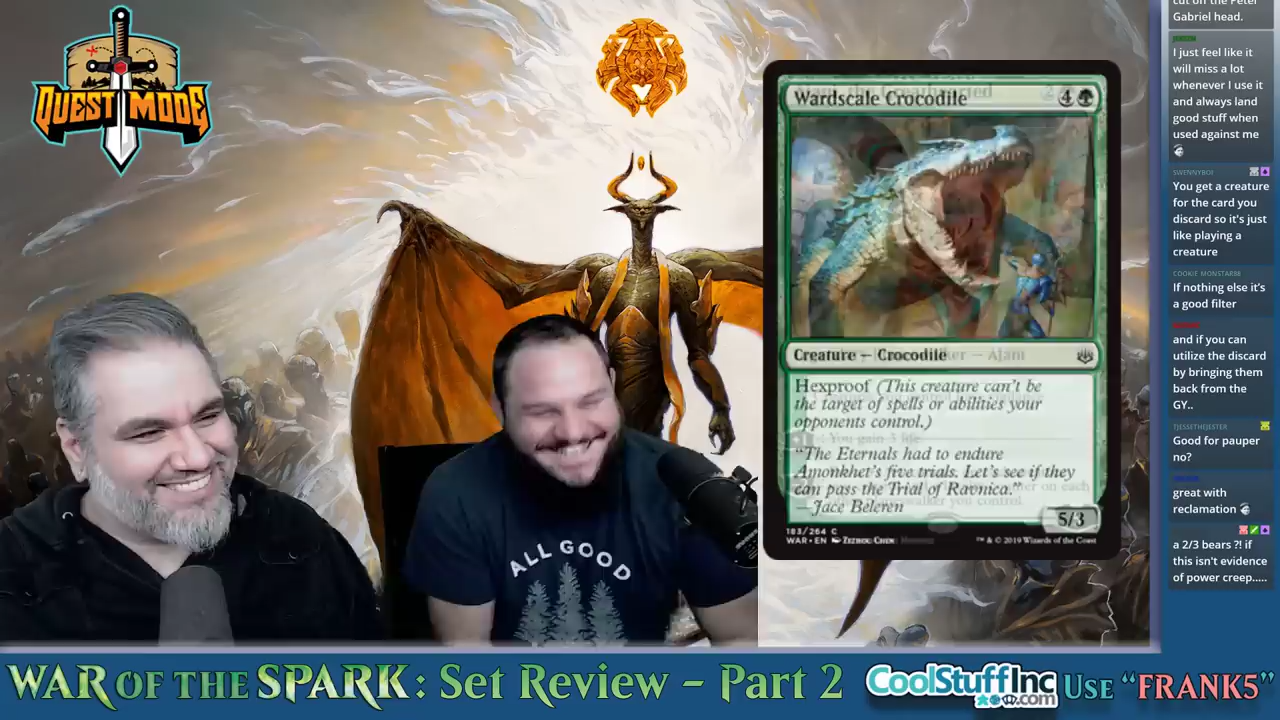 QUEST MODE
ALL GOOD
Wardscale Crocodile
4
Creature – Crocodile
Hexproof (This creature can't be
the target of spells or abilities your
opponents control.)
"The Eternals had to endure
Amonkhet's five trials. Let's see if they
can pass the Trial of Ravnica."
—Jace Beleren
5/3
183/264 C
WAR • EN Zezhou Chen
™ & © 2019 Wizards of the Coast
Gabriel head.
I just feel like it
will miss a lot
whenever I use it
and always land
good stuff when
used against me
SWENNYBOI
You get a creature
for the card you
discard so it's just
like playing a
creature
COOKIE MONSTAR88
If nothing else it's
a good filter
and if you can
utilize the discard
by bringing them
back from the
GY..
TJESSETHEJESTER
Good for pauper
no?
great with
reclamation
a 2/3 bears ?! if
this isn't evidence
of power creep.....
WAR OF THE SPARK: Set Review - Part 2
CoolStuffInc
.com
USE "FRANK5"